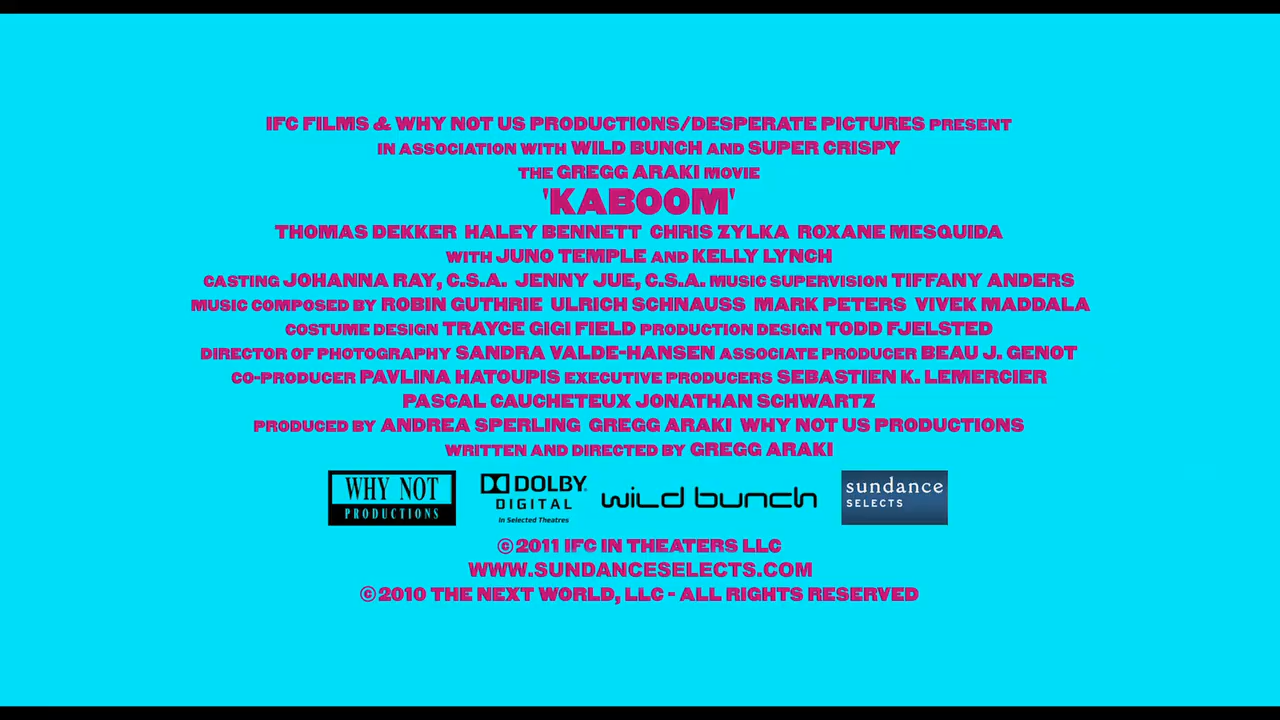 IFC FILMS & WHY NOT US PRODUCTIONS/DESPERATE PICTURES PRESENT
IN ASSOCIATION WITH WILD BUNCH AND SUPER CRISPY
THE GREGG ARAKI MOVIE
'KABOOM'
THOMAS DEKKER HALEY BENNETT CHRIS ZYLKA ROXANE MESQUIDA
WITH JUNO TEMPLE AND KELLY LYNCH
CASTING JOHANNA RAY, C.S.A. JENNY JUE, C.S.A. MUSIC SUPERVISION TIFFANY ANDERS
MUSIC COMPOSED BY ROBIN GUTHRIE ULRICH SCHNAUSS MARK PETERS VIVEK MADDALA
COSTUME DESIGN TRAYCE GIGI FIELD PRODUCTION DESIGN TODD FJELSTED
DIRECTOR OF PHOTOGRAPHY SANDRA VALDE-HANSEN ASSOCIATE PRODUCER BEAU J. GENOT
CO-PRODUCER PAVLINA HATOUPIS EXECUTIVE PRODUCERS SEBASTIEN K. LEMERCIER
PASCAL CAUCHETEUX JONATHAN SCHWARTZ
PRODUCED BY ANDREA SPERLING GREGG ARAKI WHY NOT US PRODUCTIONS
WRITTEN AND DIRECTED BY GREGG ARAKI
WHY NOT
PRODUCTIONS
DOLBY
DIGITAL
In Selected Theatres
wild bunch
sundance
SELECTS
©2011 IFC IN THEATERS LLC
WWW.SUNDANCESELECTS.COM
©2010 THE NEXT WORLD, LLC - ALL RIGHTS RESERVED